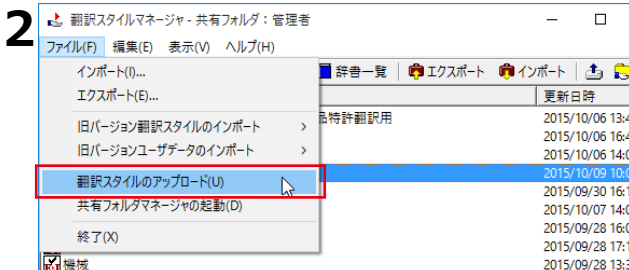 2
翻訳スタイルマネージャ - 共有フォルダ：管理者
ファイル(F) 編集(E) 表示(V) ヘルプ(H)
インポート(I)...
エクスポート(E)...
旧バージョン翻訳スタイルのインポート
旧バージョンユーザデータのインポート
翻訳スタイルのアップロード(U)
共有フォルダマネージャの起動(D)
終了(X)
辞書一覧 エクスポート インポート
更新日時
品特許翻訳用 2015/10/06 13:4
2015/10/06 16:4
2015/10/06 14:0
2015/10/09 10:0
2015/09/30 16:1
2015/10/07 14:0
2015/09/28 16:0
2015/09/28 17:1
機械 2015/09/28 13:3